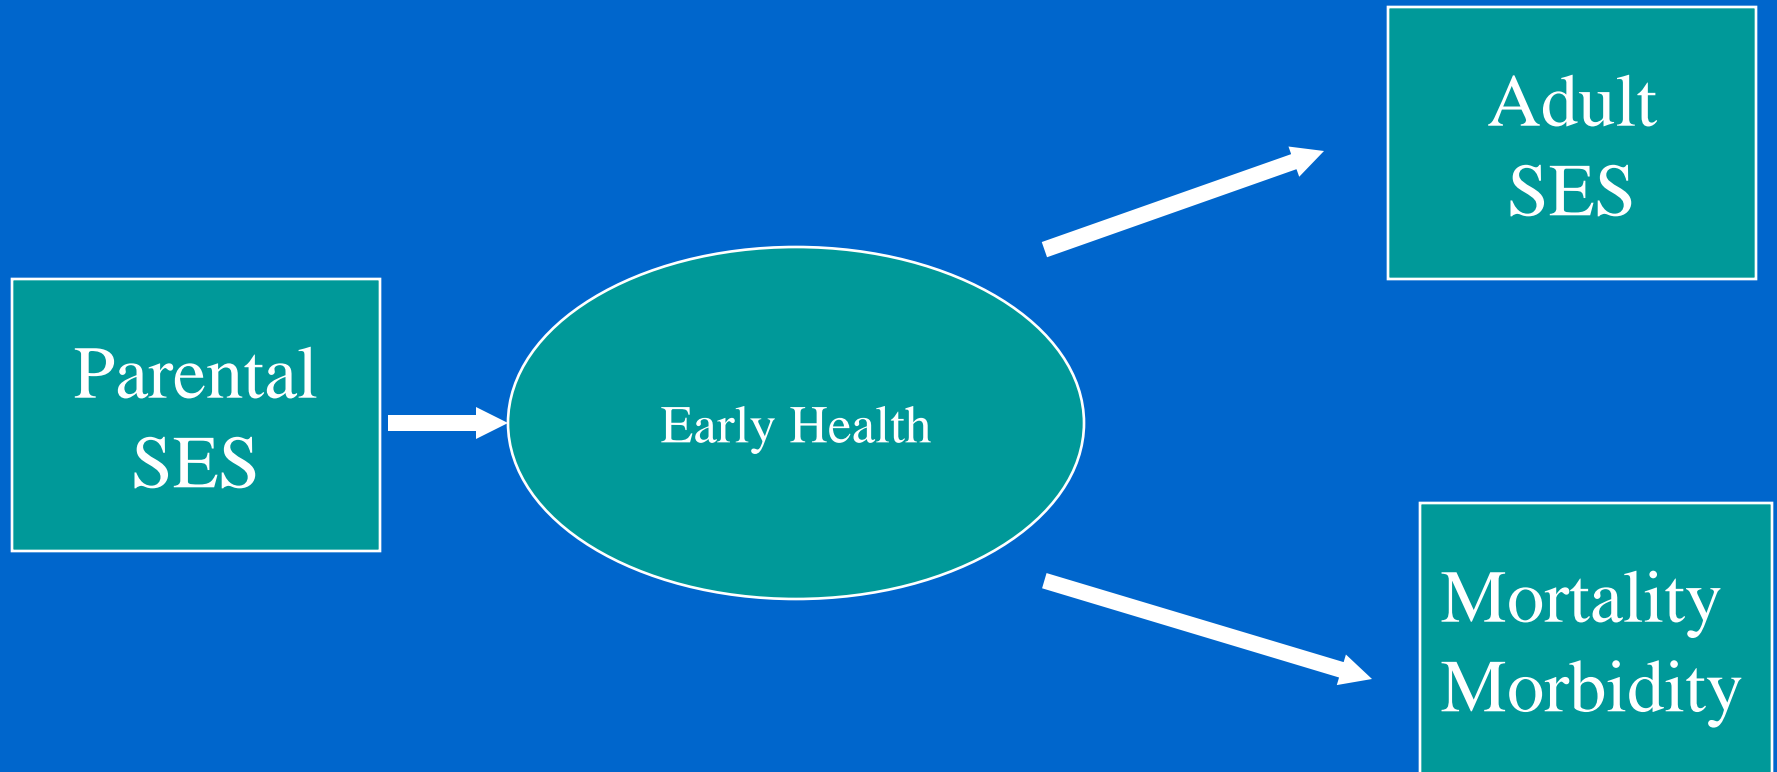 Parental
SES
Early Health
Adult
SES
Mortality
Morbidity